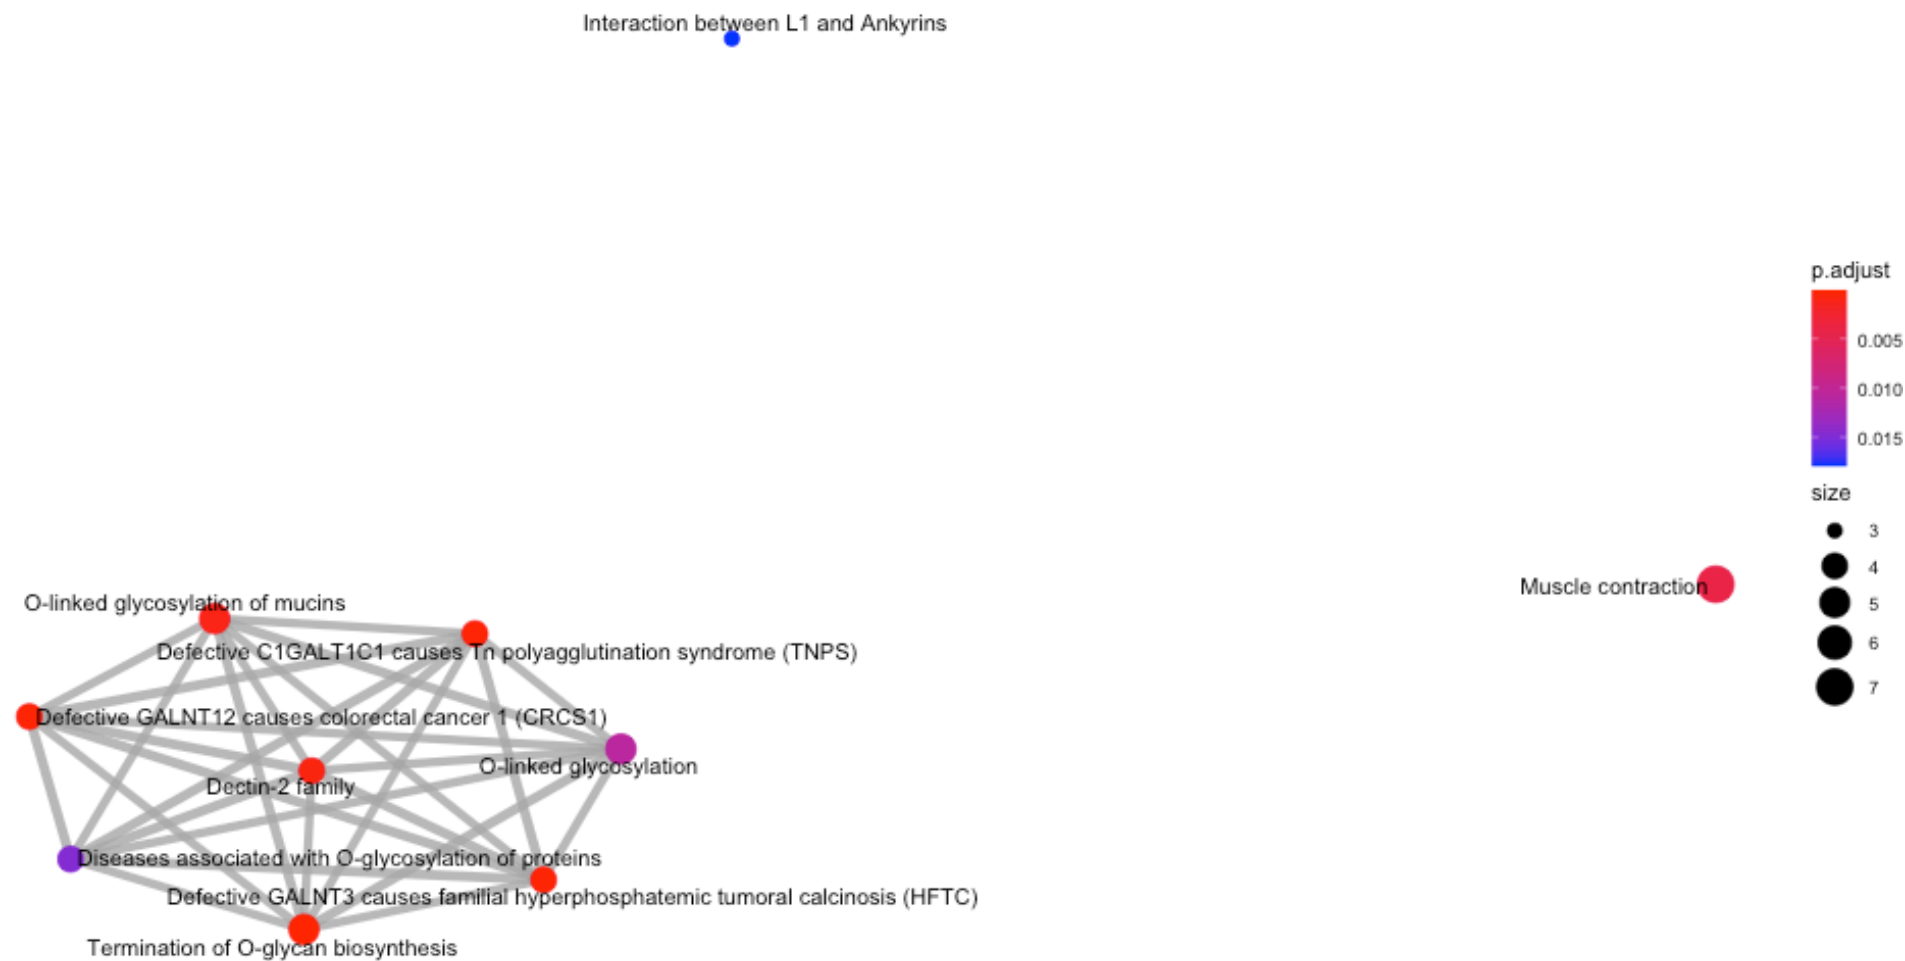 Interaction between L1 and Ankyrins
p.adjust
0.005
0.010
0.015
size
3
4
5
6
7
Muscle contraction
O-linked glycosylation of mucins
Defective C1GALT1C1 causes Tn polyagglutination syndrome (TNPS)
Defective GALNT12 causes colorectal cancer 1 (CRCS1)
O-linked glycosylation
Dectin-2 family
Diseases associated with O-glycosylation of proteins
Defective GALNT3 causes familial hyperphosphatemic tumoral calcinosis (HFTC)
Termination of O-glycan biosynthesis